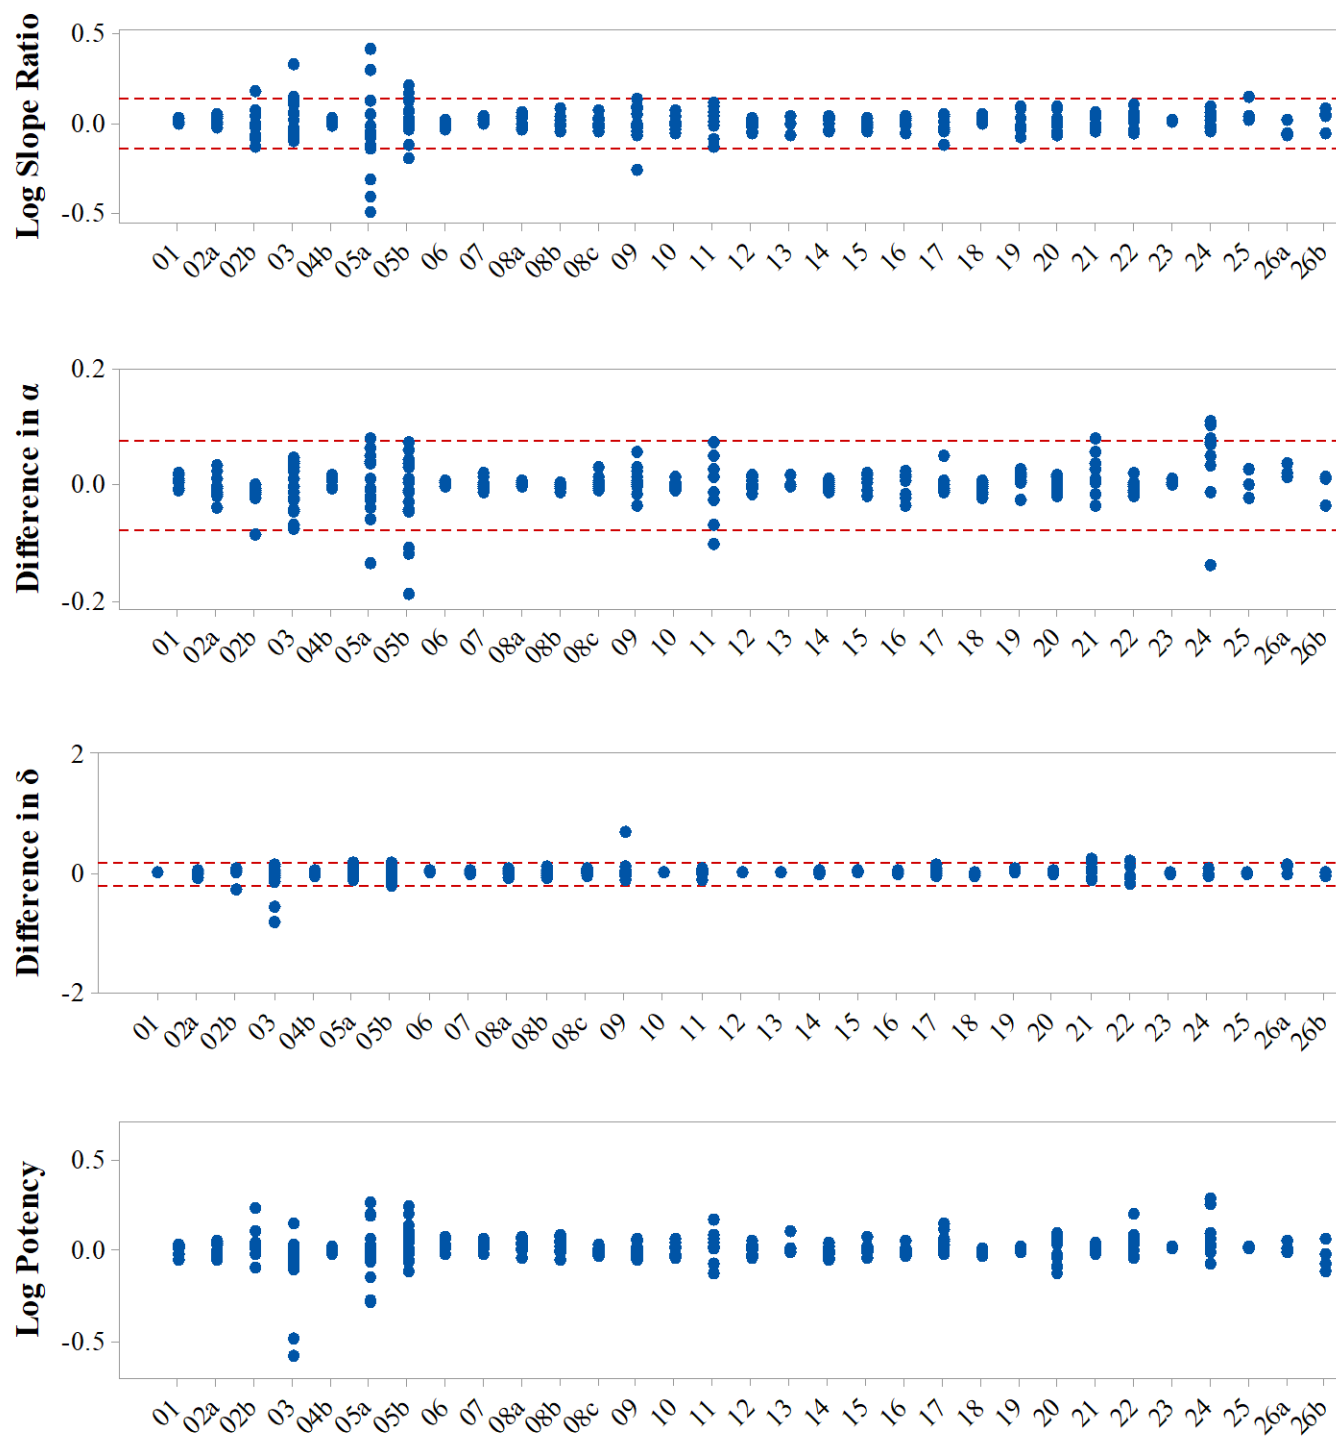 Log Slope Ratio
0.5
0.0
-0.5
01 02a 02b 03 04b 05a 05b 06 07 08a 08b 08c 09 10 11 12 13 14 15 16 17 18 19 20 21 22 23 24 25 26a 26b
Difference in α
0.2
0.0
-0.2
01 02a 02b 03 04b 05a 05b 06 07 08a 08b 08c 09 10 11 12 13 14 15 16 17 18 19 20 21 22 23 24 25 26a 26b
Difference in δ
2
0
-2
01 02a 02b 03 04b 05a 05b 06 07 08a 08b 08c 09 10 11 12 13 14 15 16 17 18 19 20 21 22 23 24 25 26a 26b
Log Potency
0.5
0.0
-0.5
01 02a 02b 03 04b 05a 05b 06 07 08a 08b 08c 09 10 11 12 13 14 15 16 17 18 19 20 21 22 23 24 25 26a 26b